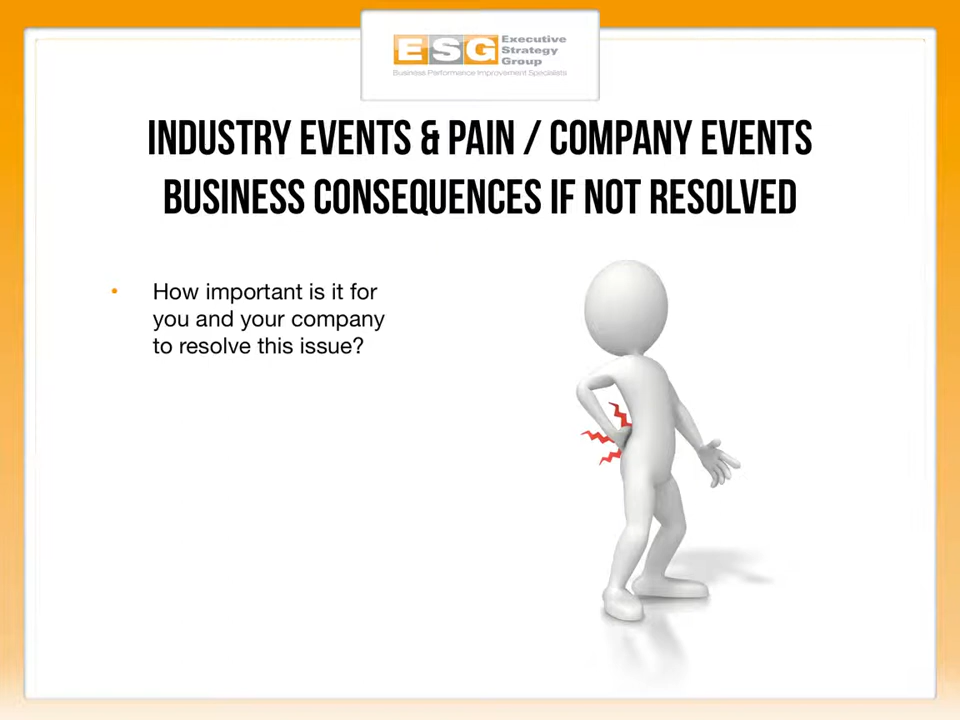 ESG Executive
Strategy
Group
Business Performance Improvement Specialists
INDUSTRY EVENTS & PAIN / COMPANY EVENTS
BUSINESS CONSEQUENCES IF NOT RESOLVED
• How important is it for
you and your company
to resolve this issue?